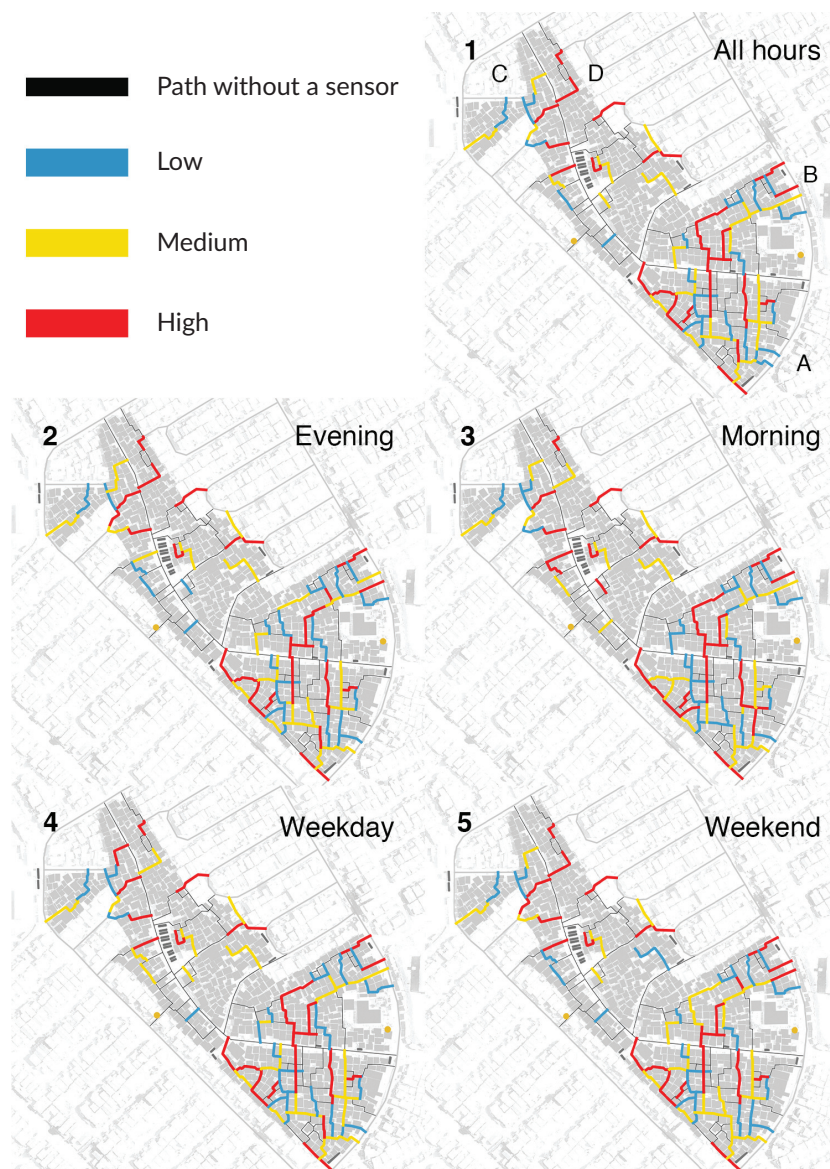 Path without a sensor
Low
Medium
High
1 All hours
C D
B
A
2 Evening
3 Morning
4 Weekday
5 Weekend